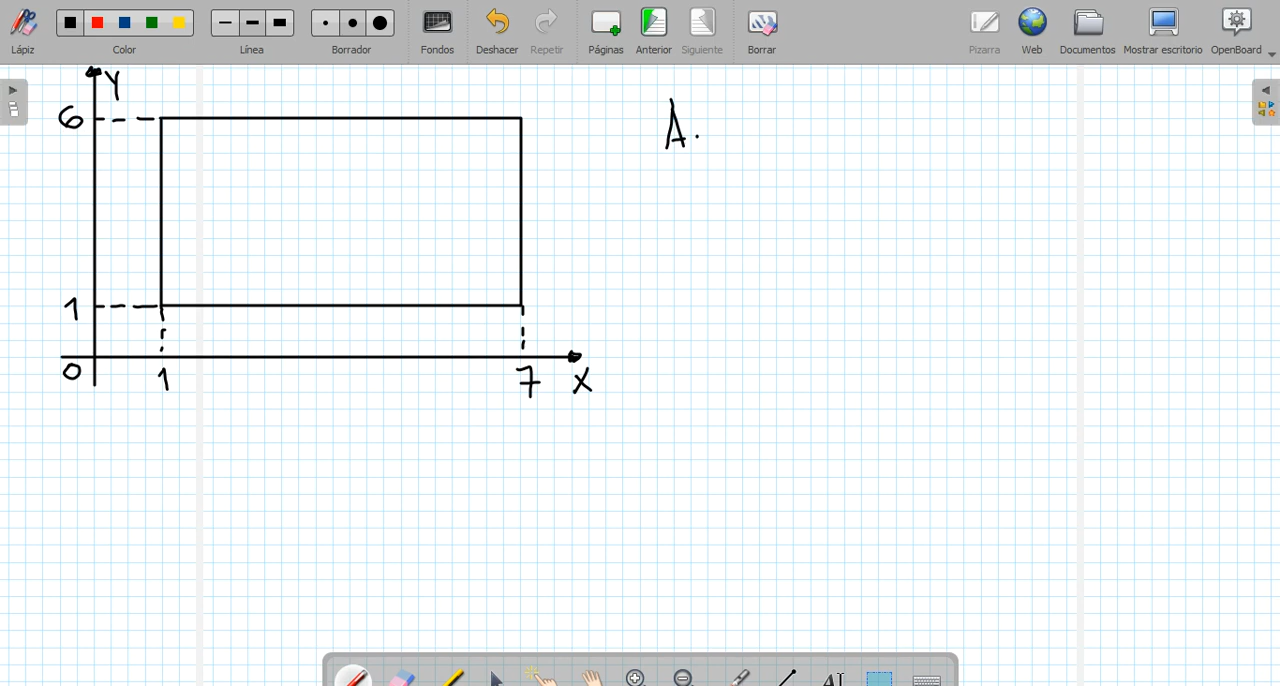 Lápiz Color Línea Borrador Fondos Deshacer Repetir Páginas Anterior Siguiente Borrar Pizarra Web Documentos Mostrar escritorio OpenBoard
Y
6
A.
1
0 1 7 X
AI